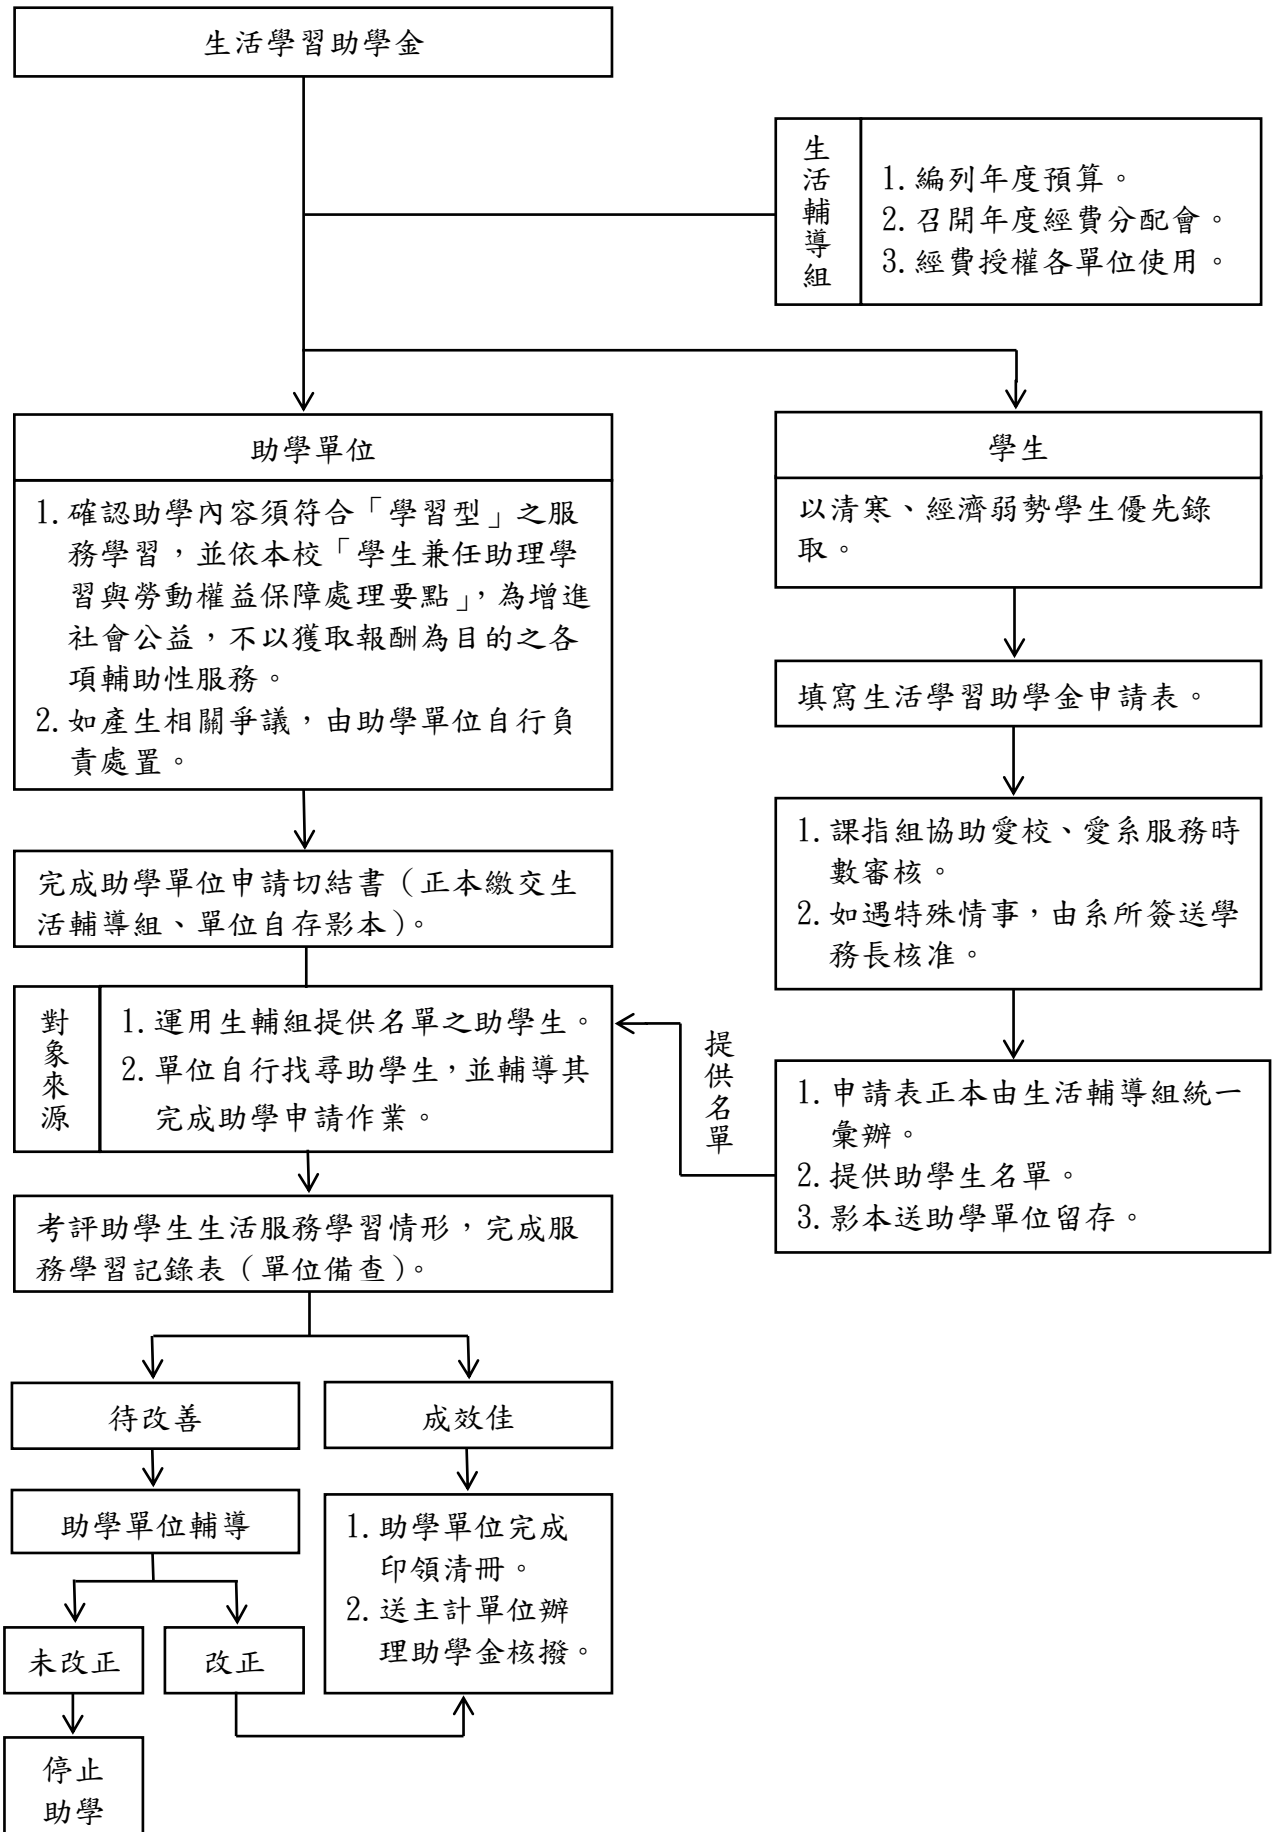 生活學習助學金
生活輔導組
1.編列年度預算。
2.召開年度經費分配會。
3.經費授權各單位使用。
助學單位
1.確認助學內容須符合「學習型」之服
務學習，並依本校「學生兼任助理學
習與勞動權益保障處理要點」，為增進
社會公益，不以獲取報酬為目的之各
項輔助性服務。
2.如產生相關爭議，由助學單位自行負
責處置。
學生
以清寒、經濟弱勢學生優先錄
取。
填寫生活學習助學金申請表。
1.課指組協助愛校、愛系服務時
數審核。
2.如遇特殊情事，由系所簽送學
務長核准。
1.申請表正本由生活輔導組統一
彙辦。
2.提供助學生名單。
3.影本送助學單位留存。
提供名單
完成助學單位申請切結書（正本繳交生
活輔導組、單位自存影本）。
對象來源
1.運用生輔組提供名單之助學生。
2.單位自行找尋助學生，並輔導其
完成助學申請作業。
考評助學生生活服務學習情形，完成服
務學習記錄表（單位備查）。
待改善
成效佳
助學單位輔導
1.助學單位完成
印領清冊。
2.送主計單位辦
理助學金核撥。
未改正
改正
停止
助學